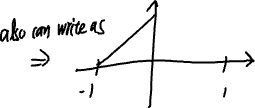 also can write as
⇒
-1 1